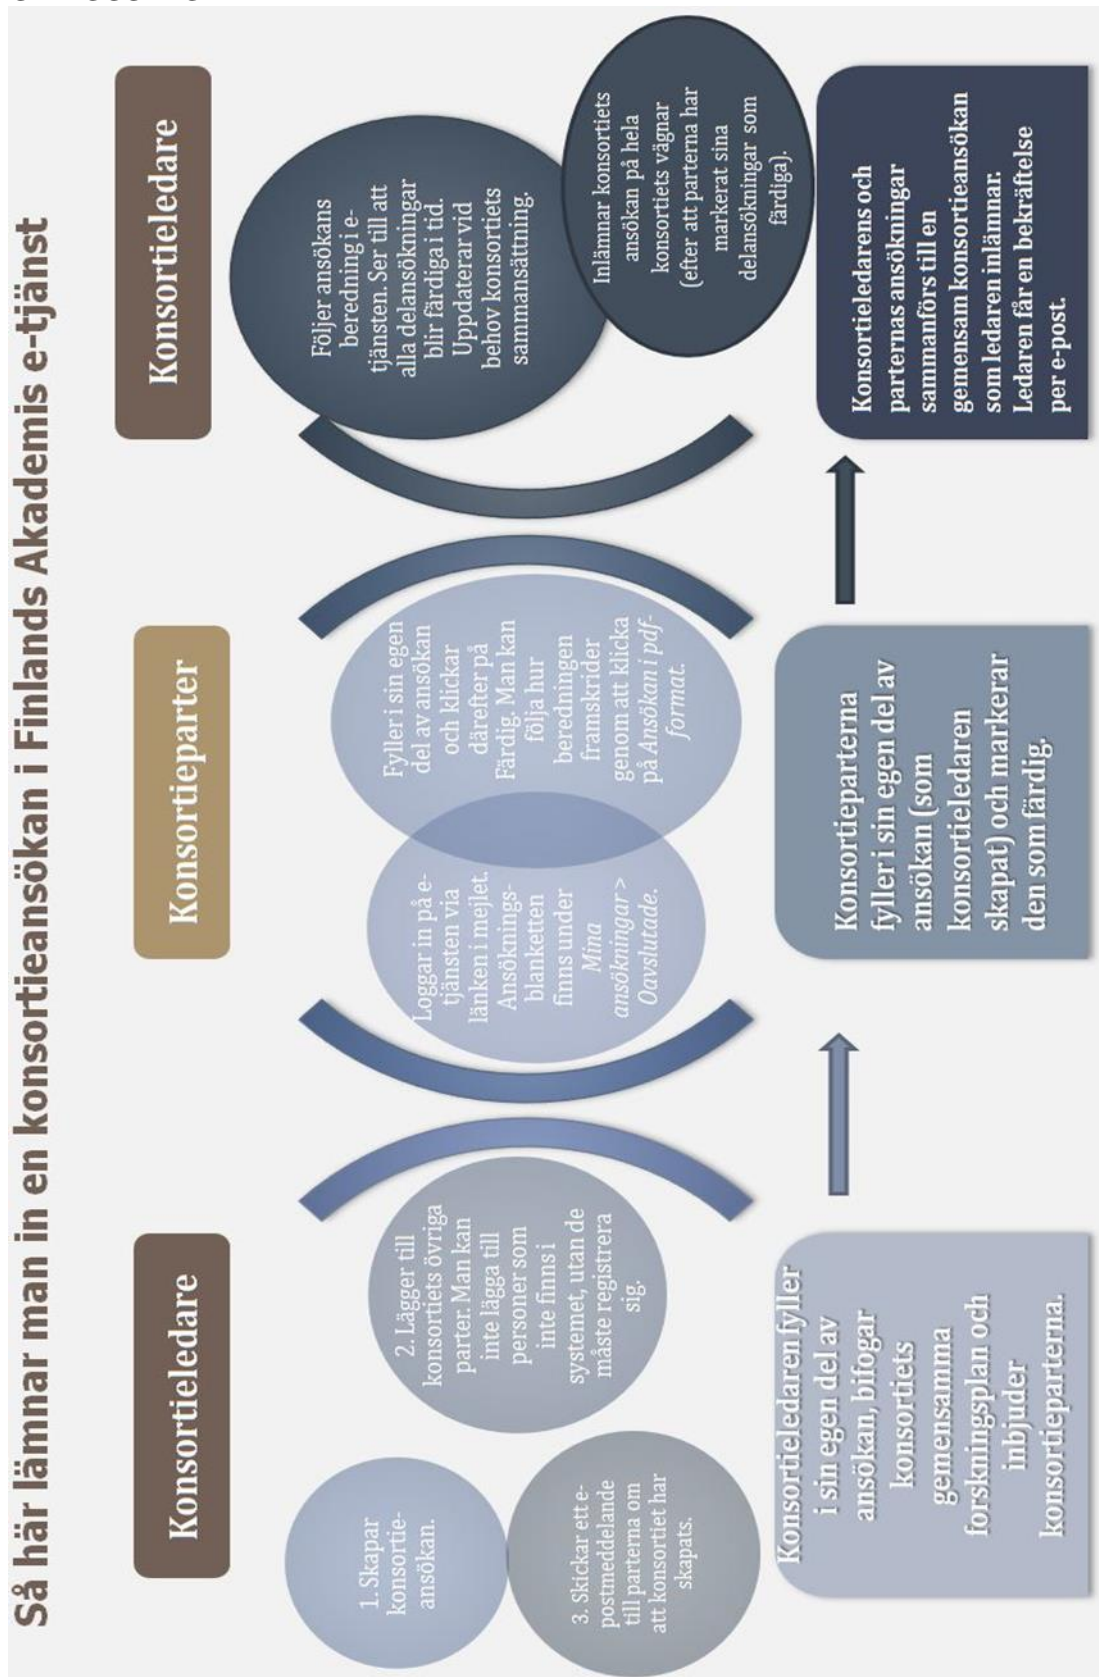 Så här lämnar man in en konsortieansökan i Finlands Akademis e-tjänst
Konsortieledare
1. Skapar
konsortie-
ansökan.
2. Lägger till
konsortiets övriga
parter. Man kan
inte lägga till
personer som
inte finns i
systemet, utan de
måste registrera
sig.
3. Skickar ett e-
postmeddelande
till parterna om
att konsortiet har
skapats.
Konsortieledaren fyller
i sin egen del av
ansökan, bifogar
konsortiets
gemensamma
forskningsplan och
inbjuder
konsortieparterna.
Konsortieparter
Loggar in på e-
tjänsten via
länken i mejlet.
Ansöknings-
blanketten
finns under
Mina
ansökningar >
Oavslutade.
Fyller i sin egen
del av ansökan
och klickar
därefter på
Färdig. Man kan
följa hur
beredningen
framskrider
genom att klicka
på Ansökan i pdf-
format.
Konsortieparterna
fyller i sin egen del av
ansökan (som
konsortieledaren
skapat) och markerar
den som färdig.
Konsortieledare
Följer ansökans
beredning i e-
tjänsten. Ser till att
alla delansökningar
blir färdiga i tid.
Uppdaterar vid
behov konsortiets
sammansättning.
Inlämnar konsortiets
ansökan på hela
konsortiets vägnar
(efter att parterna har
markerat sina
delansökningar som
färdiga).
Konsortieledarens och
parternas ansökningar
sammanförs till en
gemensam konsortieansökan
som ledaren inlämnar.
Ledaren får en bekräftelse
per e-post.